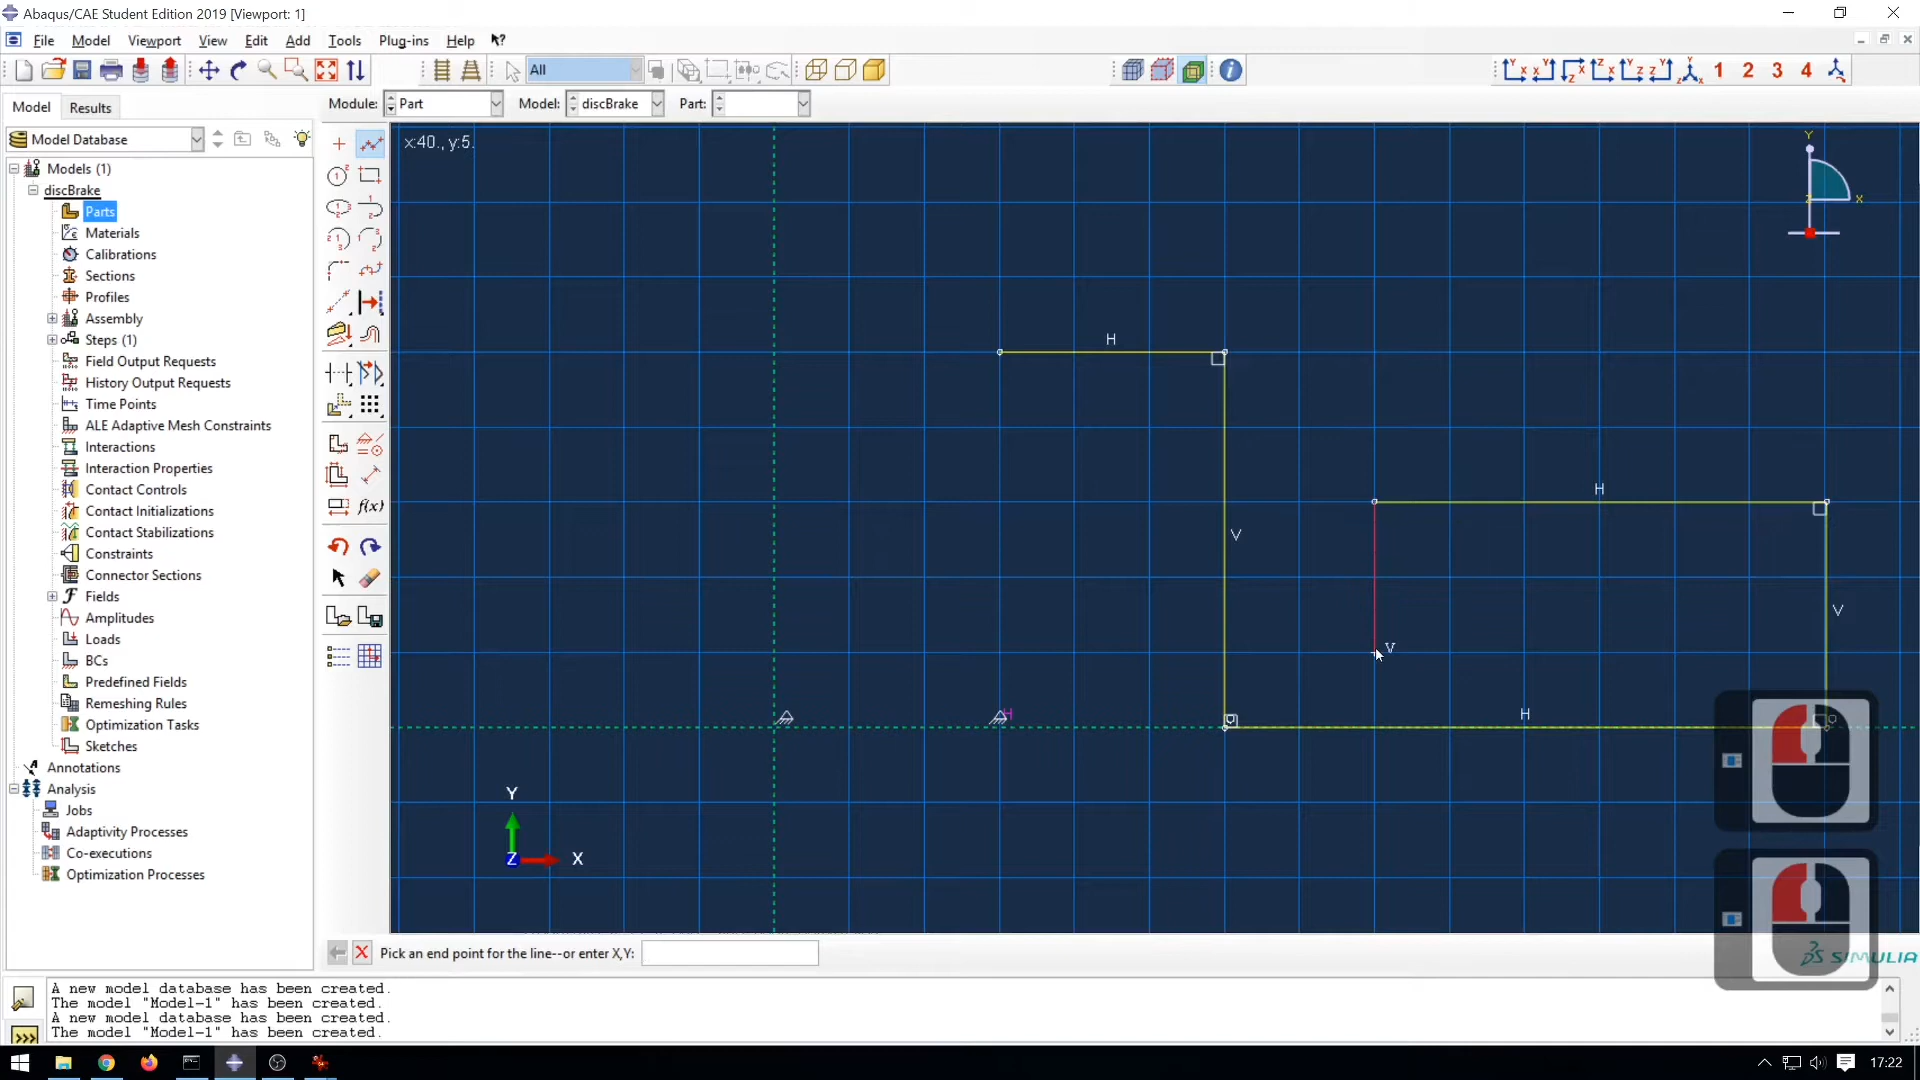 Abaqus/CAE Student Edition 2019 [Viewport: 1]
File Model Viewport View Edit Add Tools Plug-ins Help
All
1 2 3 4
Model Results
Module: Part Model: discBrake Part:
Model Database
x:40., y:5.
Models (1)
discBrake
Parts
Materials
Calibrations
Sections
Profiles
Assembly
Steps (1)
Field Output Requests
History Output Requests
Time Points
ALE Adaptive Mesh Constraints
Interactions
Interaction Properties
Contact Controls
Contact Initializations
Contact Stabilizations
Constraints
Connector Sections
Fields
Amplitudes
Loads
BCs
Predefined Fields
Remeshing Rules
Optimization Tasks
Sketches
Annotations
Analysis
Jobs
Adaptivity Processes
Co-executions
Optimization Processes
f(x)
Y
X
H
H
V
V
V
H
H
Y
Z X
Pick an end point for the line--or enter X,Y:
SIMULIA
A new model database has been created.
The model "Model-1" has been created.
A new model database has been created.
The model "Model-1" has been created.
>>>
17:22